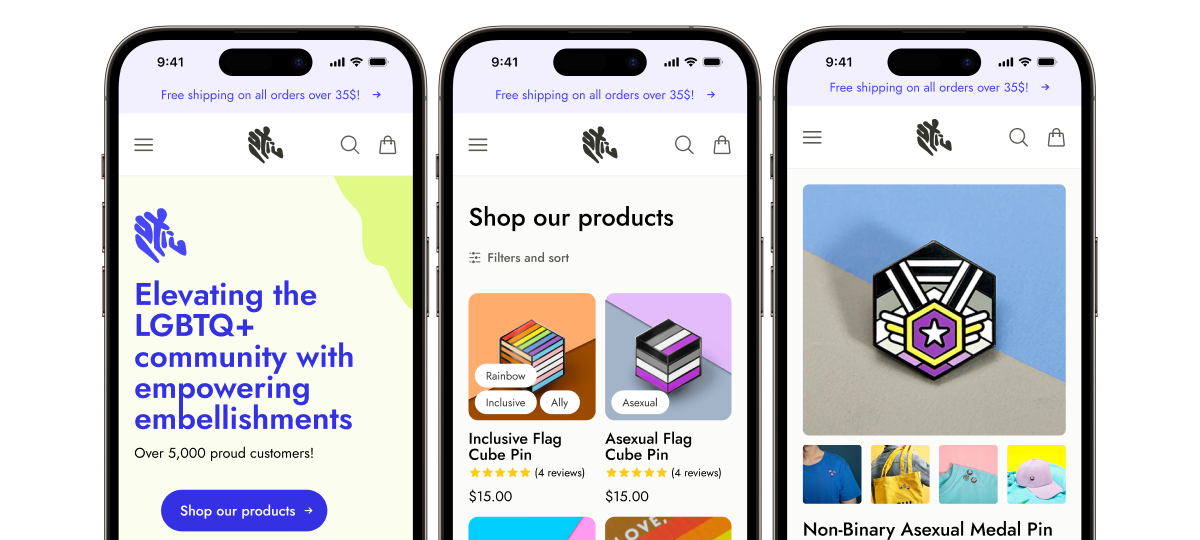 9:41
Free shipping on all orders over 35$! →
Elevating the
LGBTQ+
community with
empowering
embellishments
Over 5,000 proud customers!
Shop our products →
9:41
Free shipping on all orders over 35$! →
Shop our products
Filters and sort
Rainbow
Inclusive
Ally
Asexual
Inclusive Flag
Cube Pin
(4 reviews)
$15.00
Asexual Flag
Cube Pin
(4 reviews)
$15.00
LOVE,
9:41
Free shipping on all orders over 35$! →
Non-Binary Asexual Medal Pin